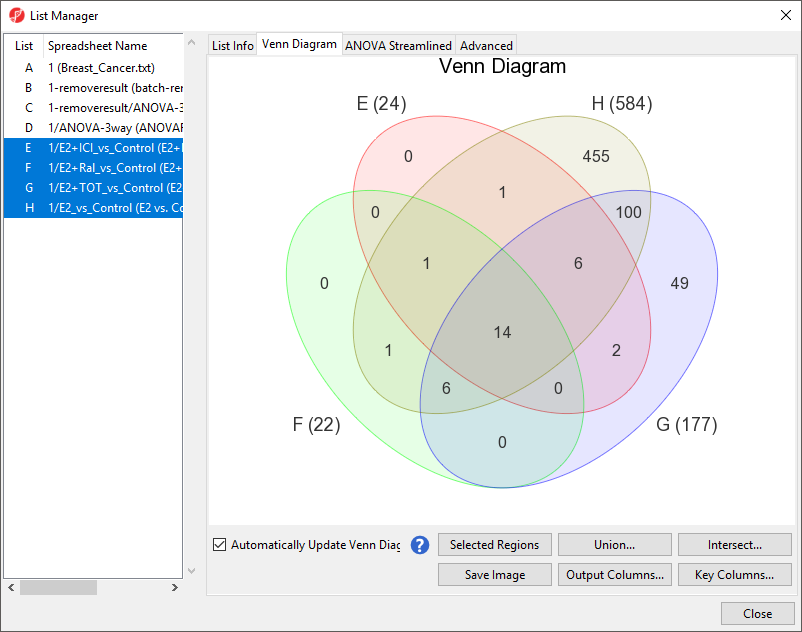 List Manager
List Spreadsheet Name
A 1 (Breast_Cancer.txt)
B 1-removeresult (batch-rer
C 1-removeresult/ANOVA-3
D 1/ANOVA-3way (ANOVAF
E 1/E2+ICI_vs_Control (E2+I
F 1/E2+Ral_vs_Control (E2+
G 1/E2+TOT_vs_Control (E2
H 1/E2_vs_Control (E2 vs. Co
List Info Venn Diagram ANOVA Streamlined Advanced
Venn Diagram
E (24) H (584)
0 455
1
0 100
1 6
0 49
14
1 2
6 0
F (22) G (177)
0
Automatically Update Venn Diag ? Selected Regions Union... Intersect...
Save Image Output Columns... Key Columns...
Close